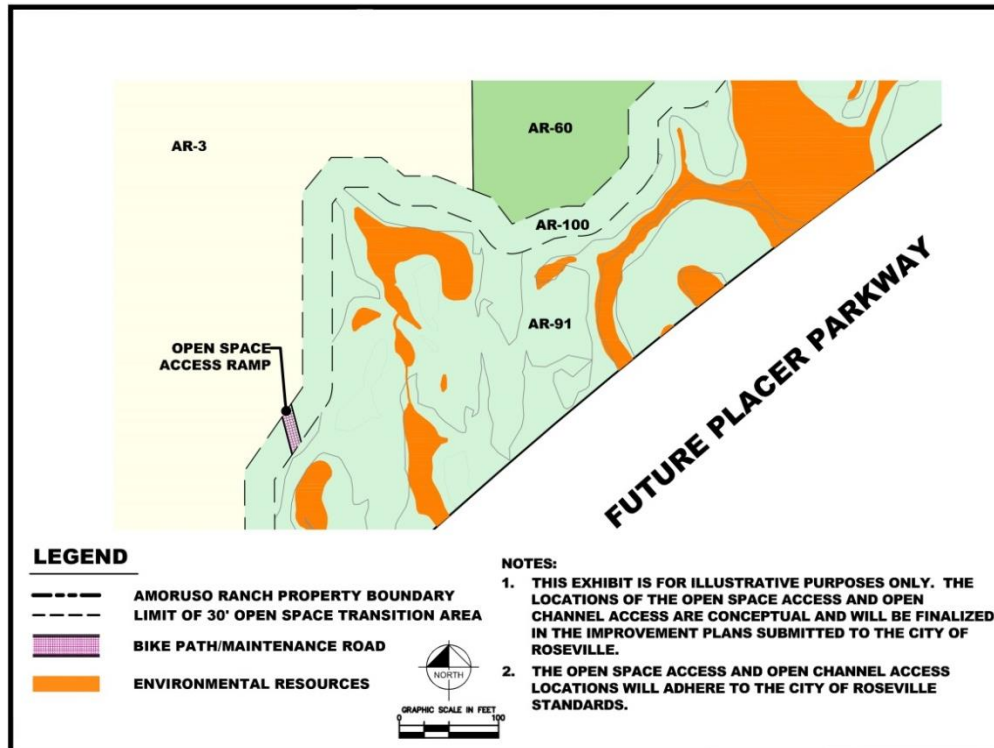 AR-3
AR-60
AR-100
AR-91
OPEN SPACE
ACCESS RAMP
FUTURE PLACER PARKWAY
LEGEND
AMORUSO RANCH PROPERTY BOUNDARY
LIMIT OF 30' OPEN SPACE TRANSITION AREA
BIKE PATH/MAINTENANCE ROAD
ENVIRONMENTAL RESOURCES
NORTH
GRAPHIC SCALE IN FEET
0 100
NOTES:
1. THIS EXHIBIT IS FOR ILLUSTRATIVE PURPOSES ONLY. THE
LOCATIONS OF THE OPEN SPACE ACCESS AND OPEN
CHANNEL ACCESS ARE CONCEPTUAL AND WILL BE FINALIZED
IN THE IMPROVEMENT PLANS SUBMITTED TO THE CITY OF
ROSEVILLE.
2. THE OPEN SPACE ACCESS AND OPEN CHANNEL ACCESS
LOCATIONS WILL ADHERE TO THE CITY OF ROSEVILLE
STANDARDS.